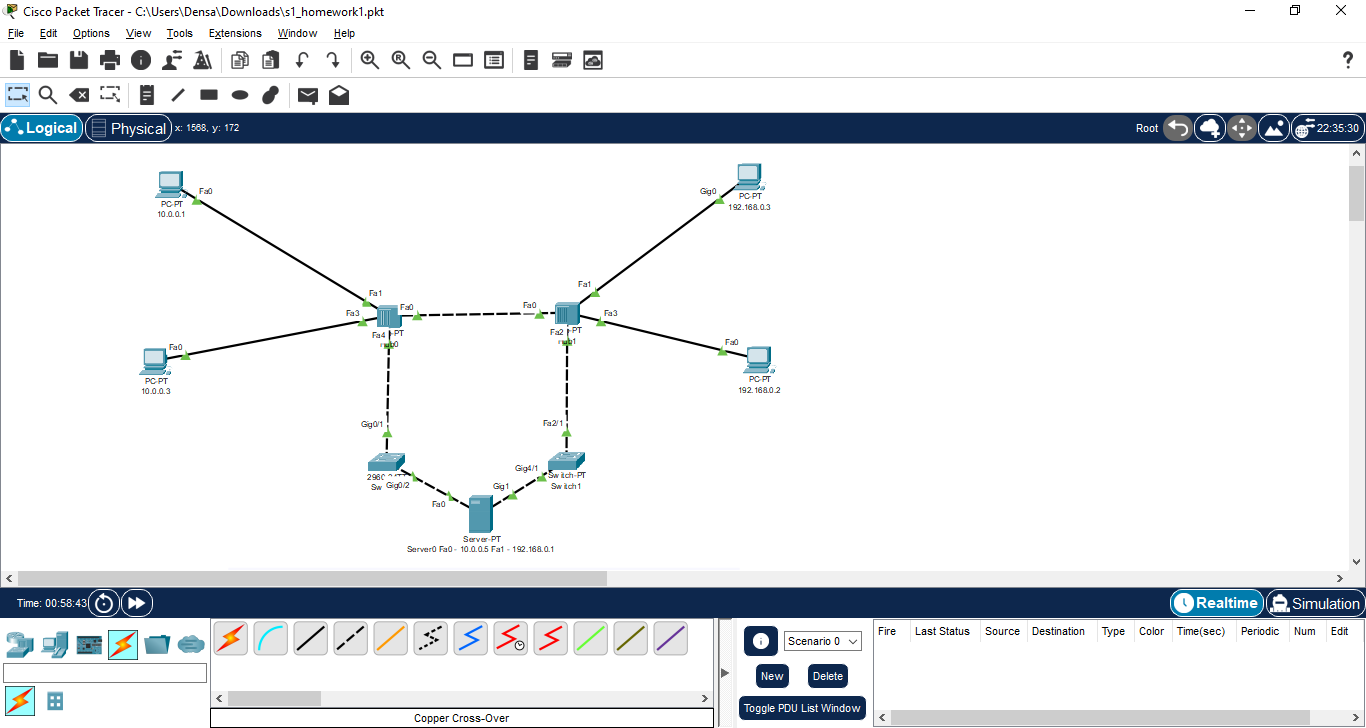 Cisco Packet Tracer - C:\Users\Densa\Downloads\s1_homework1.pkt
File Edit Options View Tools Extensions Window Help
Logical Physical x: 1568, y: 172 Root 22:35:30
Fa0
PC-PT
10.0.0.1
Gig0
PC-PT
192.168.0.3
Fa1
Fa0
Fa3
Fa4
-PT
Fa1
Fa0
Fa3
Fa2
-PT
Fa0
PC-PT
10.0.0.3
Fa0
PC-PT
192.168.0.2
Gig0/1
Fa2/1
Gig0/2
Gig4/1
Switch-PT
Switch1
Fa0
Gig1
Server-PT
Server0 Fa0 - 10.0.0.5 Fa1 - 192.168.0.1
Time: 00:58:43 Realtime Simulation
Scenario 0
New Delete
Toggle PDU List Window
Fire Last Status Source Destination Type Color Time(sec) Periodic Num Edit
Copper Cross-Over